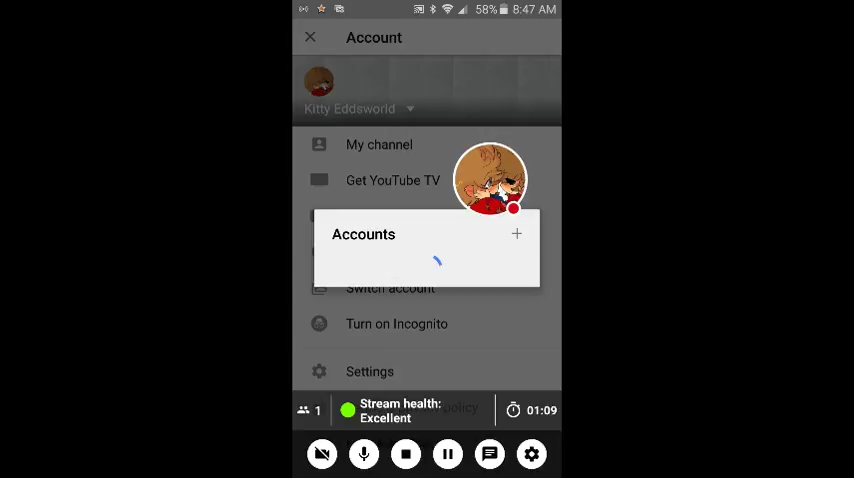 58% 8:47 AM
Account
Kitty Eddsworld
My channel
Get YouTube TV
Accounts
Switch account
Turn on Incognito
Settings
policy
1
Stream health:
Excellent
01:09